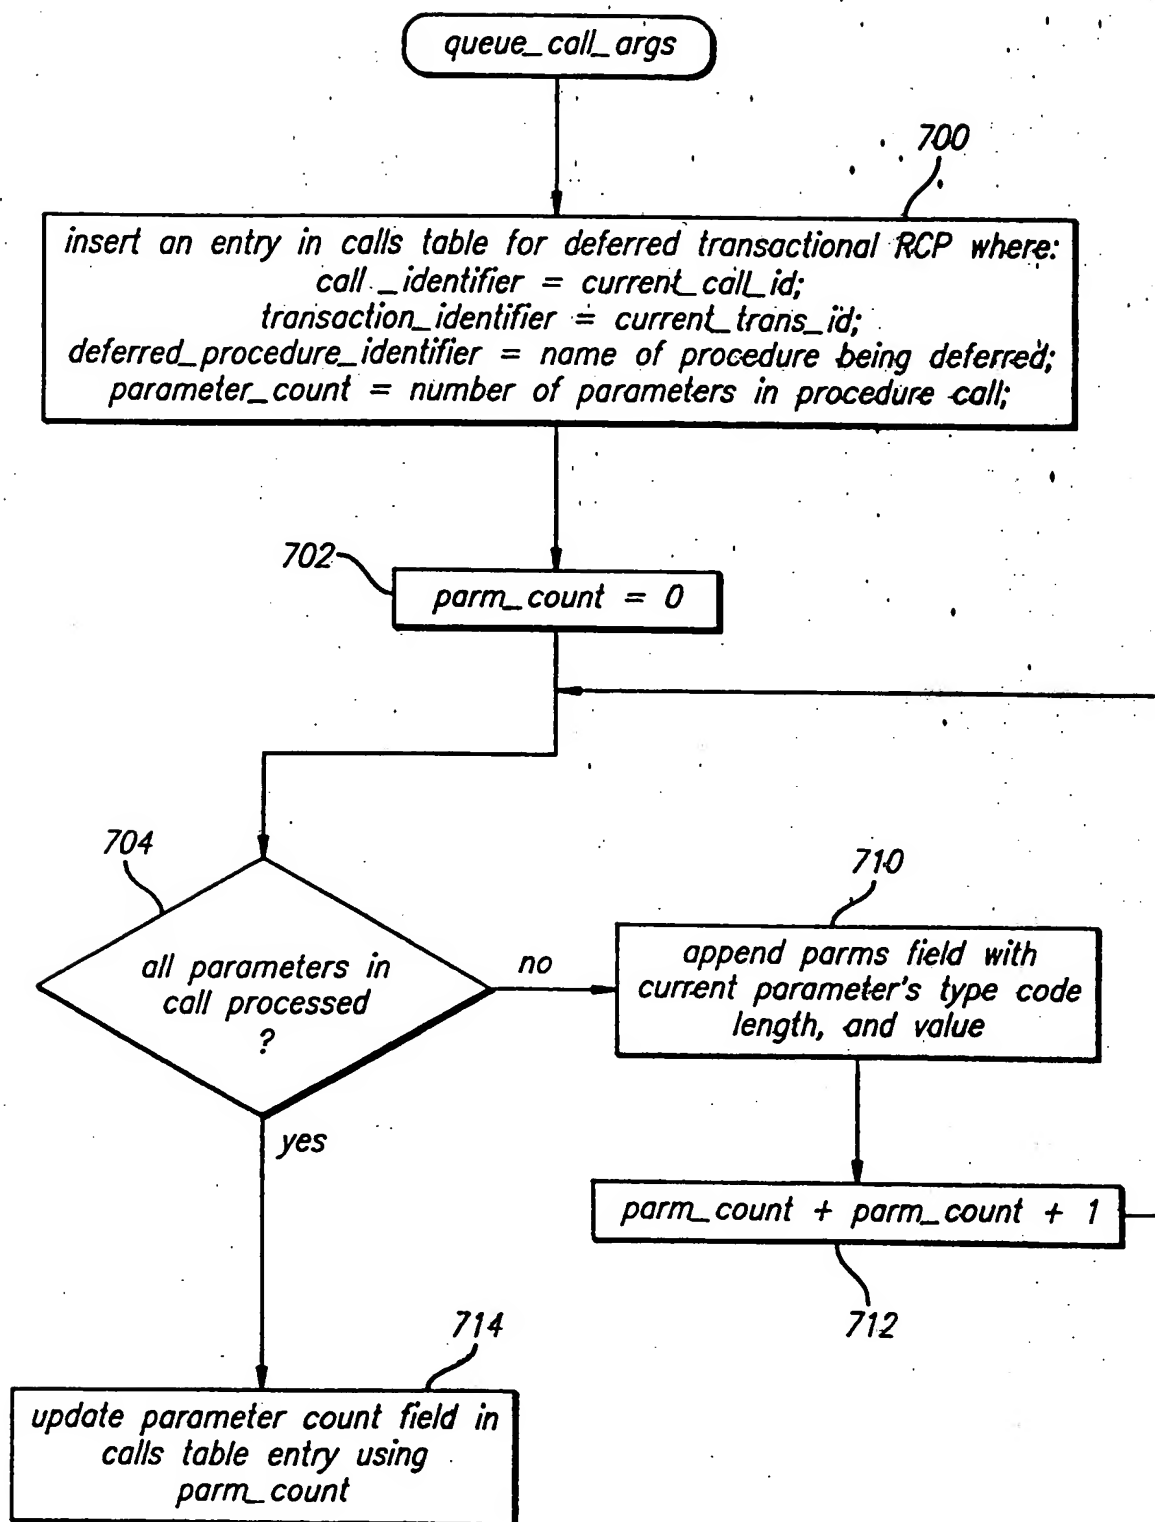 queue_call_args
700
insert an entry in calls table for deferred transactional RCP where:
call_identifier = current_call_id;
transaction_identifier = current_trans_id;
deferred_procedure_identifier = name of procedure being deferred;
parameter_count = number of parameters in procedure call;
702
parm_count = 0
704
all parameters in
call processed
?
no
yes
710
append parms field with
current parameter's type code
length, and value
parm_count + parm_count + 1
712
714
update parameter count field in
calls table entry using
parm_count